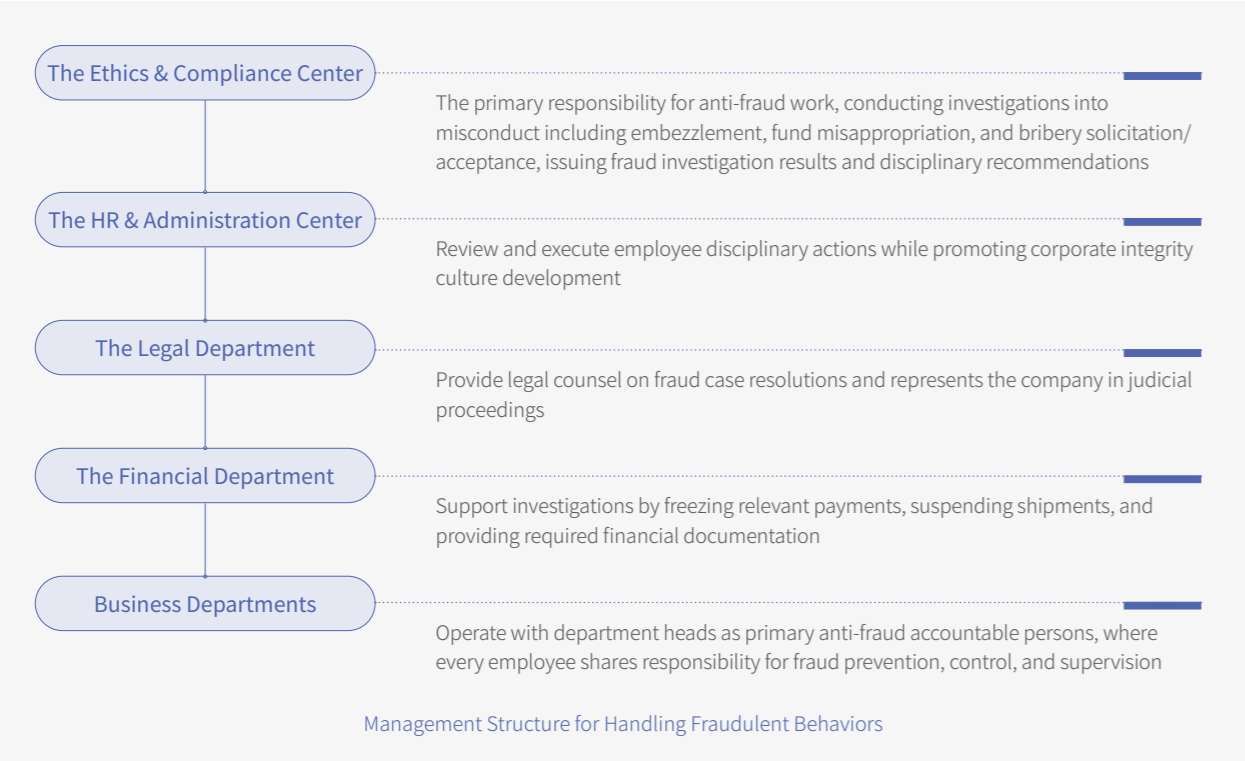 The Ethics & Compliance Center
The primary responsibility for anti-fraud work, conducting investigations into
misconduct including embezzlement, fund misappropriation, and bribery solicitation/
acceptance, issuing fraud investigation results and disciplinary recommendations
The HR & Administration Center
Review and execute employee disciplinary actions while promoting corporate integrity
culture development
The Legal Department
Provide legal counsel on fraud case resolutions and represents the company in judicial
proceedings
The Financial Department
Support investigations by freezing relevant payments, suspending shipments, and
providing required financial documentation
Business Departments
Operate with department heads as primary anti-fraud accountable persons, where
every employee shares responsibility for fraud prevention, control, and supervision
Management Structure for Handling Fraudulent Behaviors